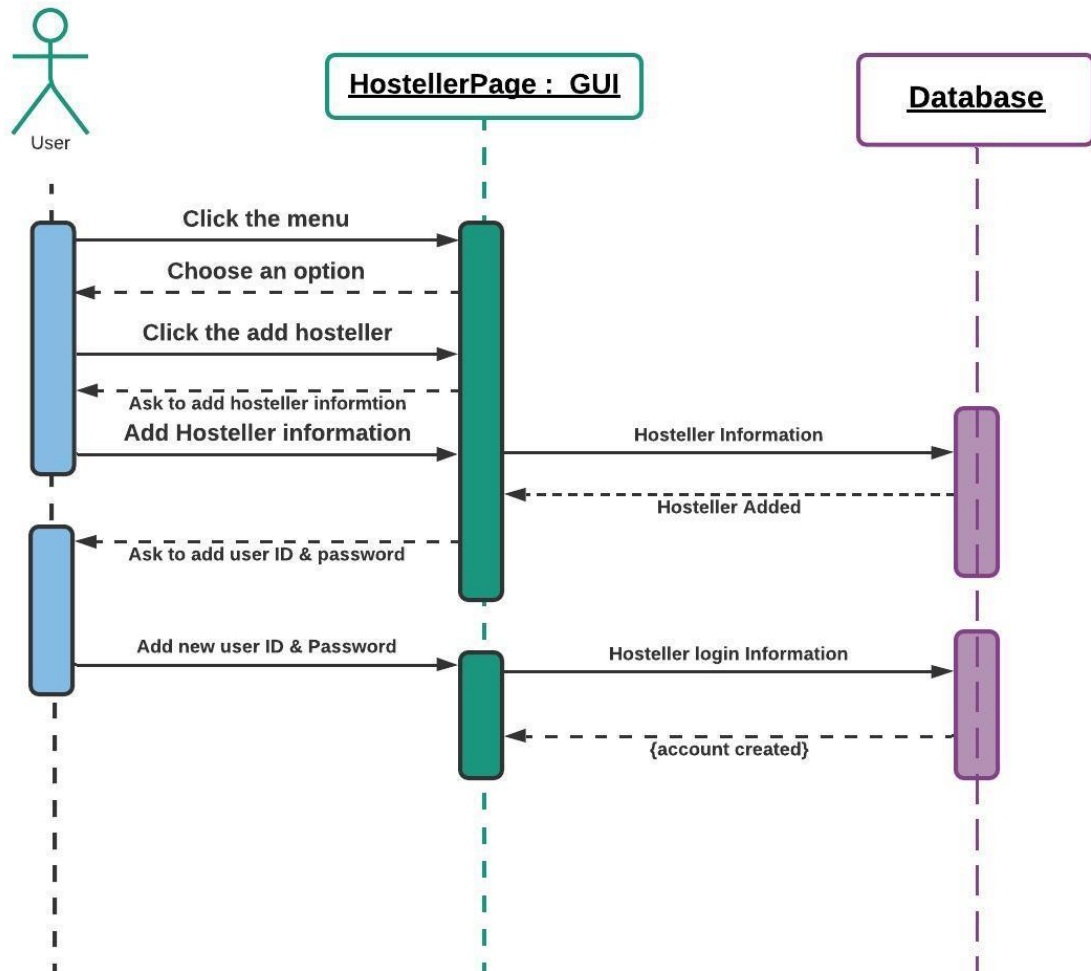 HostellerPage :  GUI
Database
User
Click the menu
Choose an option
Click the add hosteller
Ask to add hosteller informtion
Add Hosteller information
Hosteller Information
Hosteller Added
Ask to add user ID & password
Add new user ID & Password
Hosteller login Information
{account created}